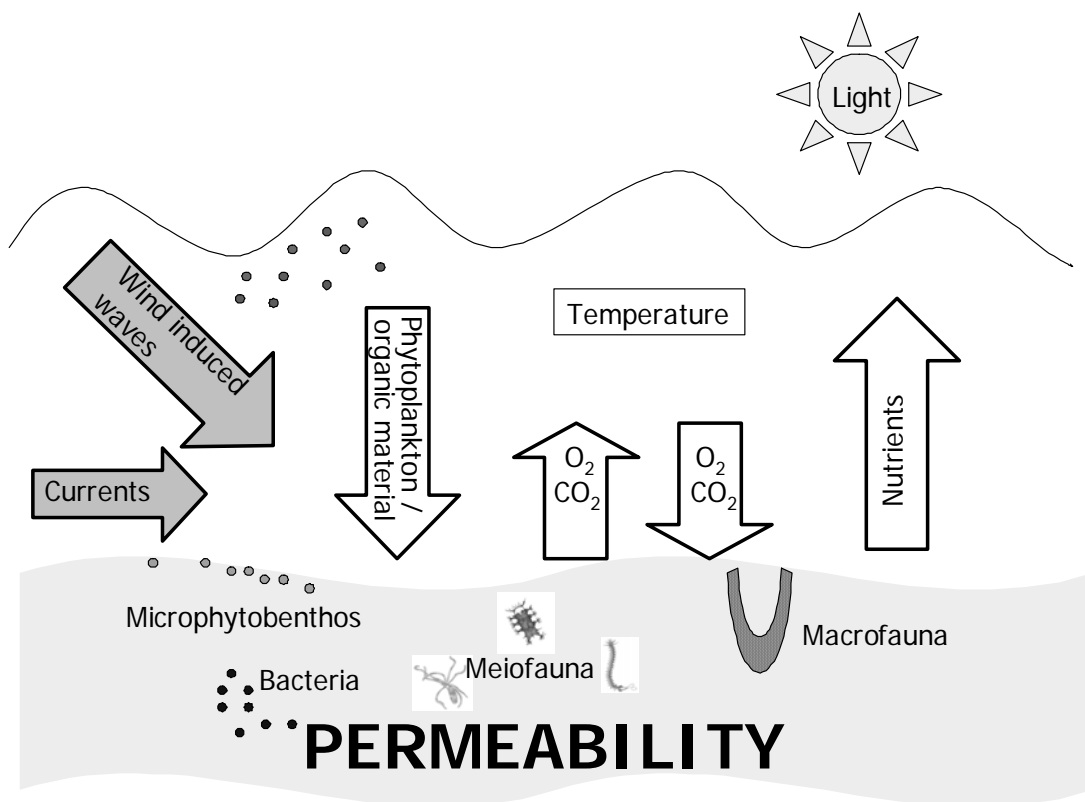 Light
Wind induced
waves
Phytoplankton /
organic material
Temperature
Currents
O₂
CO₂
O₂
CO₂
Nutrients
Microphytobenthos
Macrofauna
Meiofauna
Bacteria
PERMEABILITY